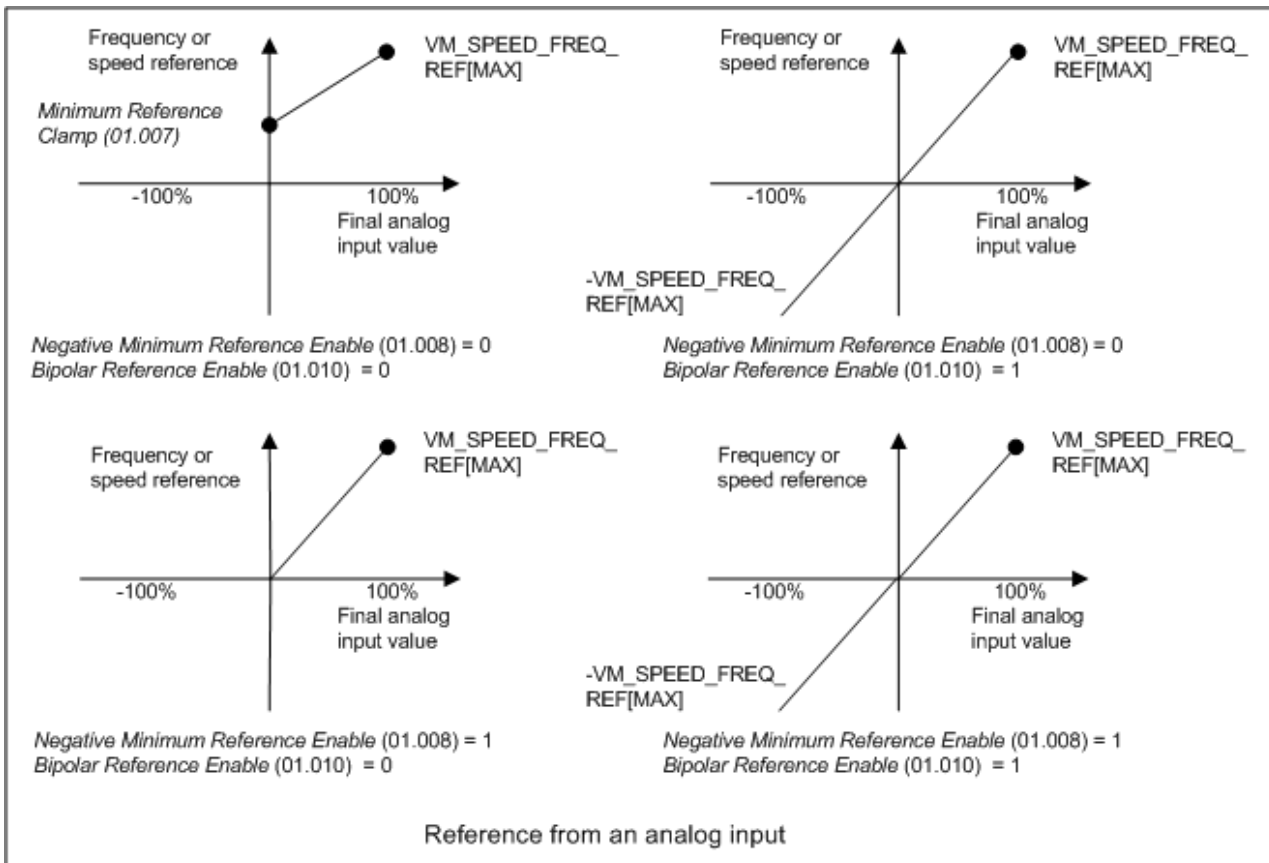 Frequency or
speed reference
VM_SPEED_FREQ_
REF[MAX]
Minimum Reference
Clamp (01.007)
-100%
100%
Final analog
input value
Negative Minimum Reference Enable (01.008) = 0
Bipolar Reference Enable (01.010) = 0
Frequency or
speed reference
VM_SPEED_FREQ_
REF[MAX]
-100%
100%
Final analog
input value
-VM_SPEED_FREQ_
REF[MAX]
Negative Minimum Reference Enable (01.008) = 0
Bipolar Reference Enable (01.010) = 1
Frequency or
speed reference
VM_SPEED_FREQ_
REF[MAX]
-100%
100%
Final analog
input value
Negative Minimum Reference Enable (01.008) = 1
Bipolar Reference Enable (01.010) = 0
Frequency or
speed reference
VM_SPEED_FREQ_
REF[MAX]
-100%
100%
Final analog
input value
-VM_SPEED_FREQ_
REF[MAX]
Negative Minimum Reference Enable (01.008) = 1
Bipolar Reference Enable (01.010) = 1
Reference from an analog input